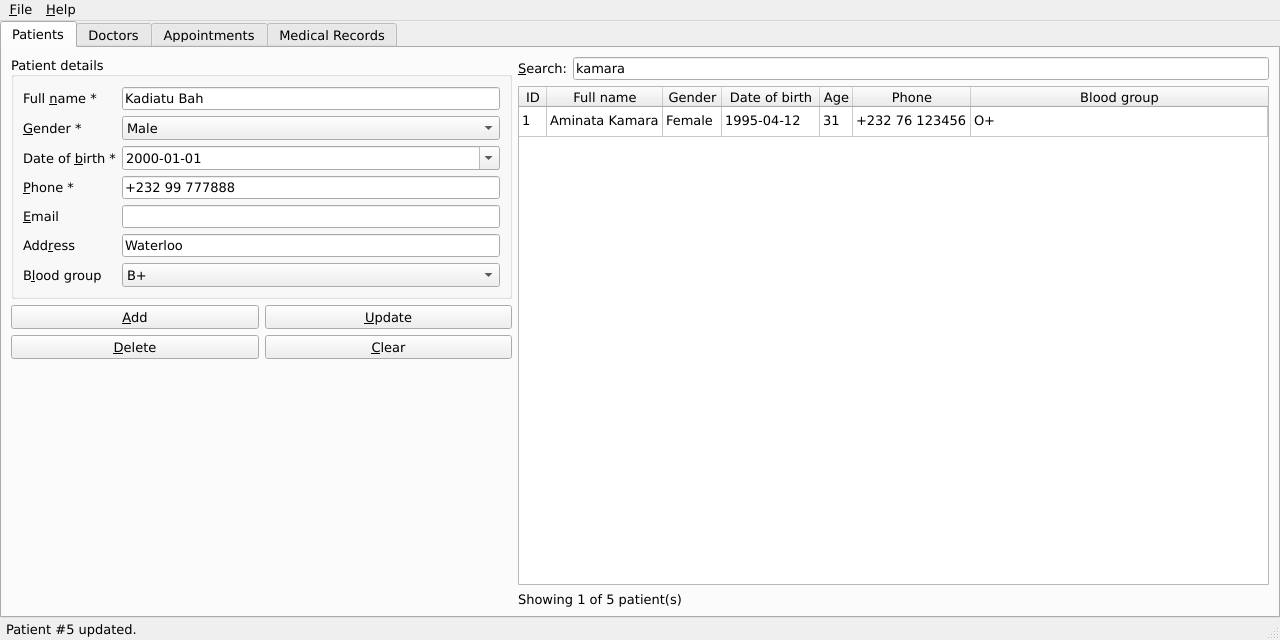 File Help
Patients Doctors Appointments Medical Records
Patient details
Full name * Kadiatu Bah
Gender * Male
Date of birth * 2000-01-01
Phone * +232 99 777888
Email
Address Waterloo
Blood group B+
Add Update
Delete Clear
Search: kamara
ID Full name Gender Date of birth Age Phone Blood group
1 Aminata Kamara Female 1995-04-12 31 +232 76 123456 O+
Showing 1 of 5 patient(s)
Patient #5 updated.